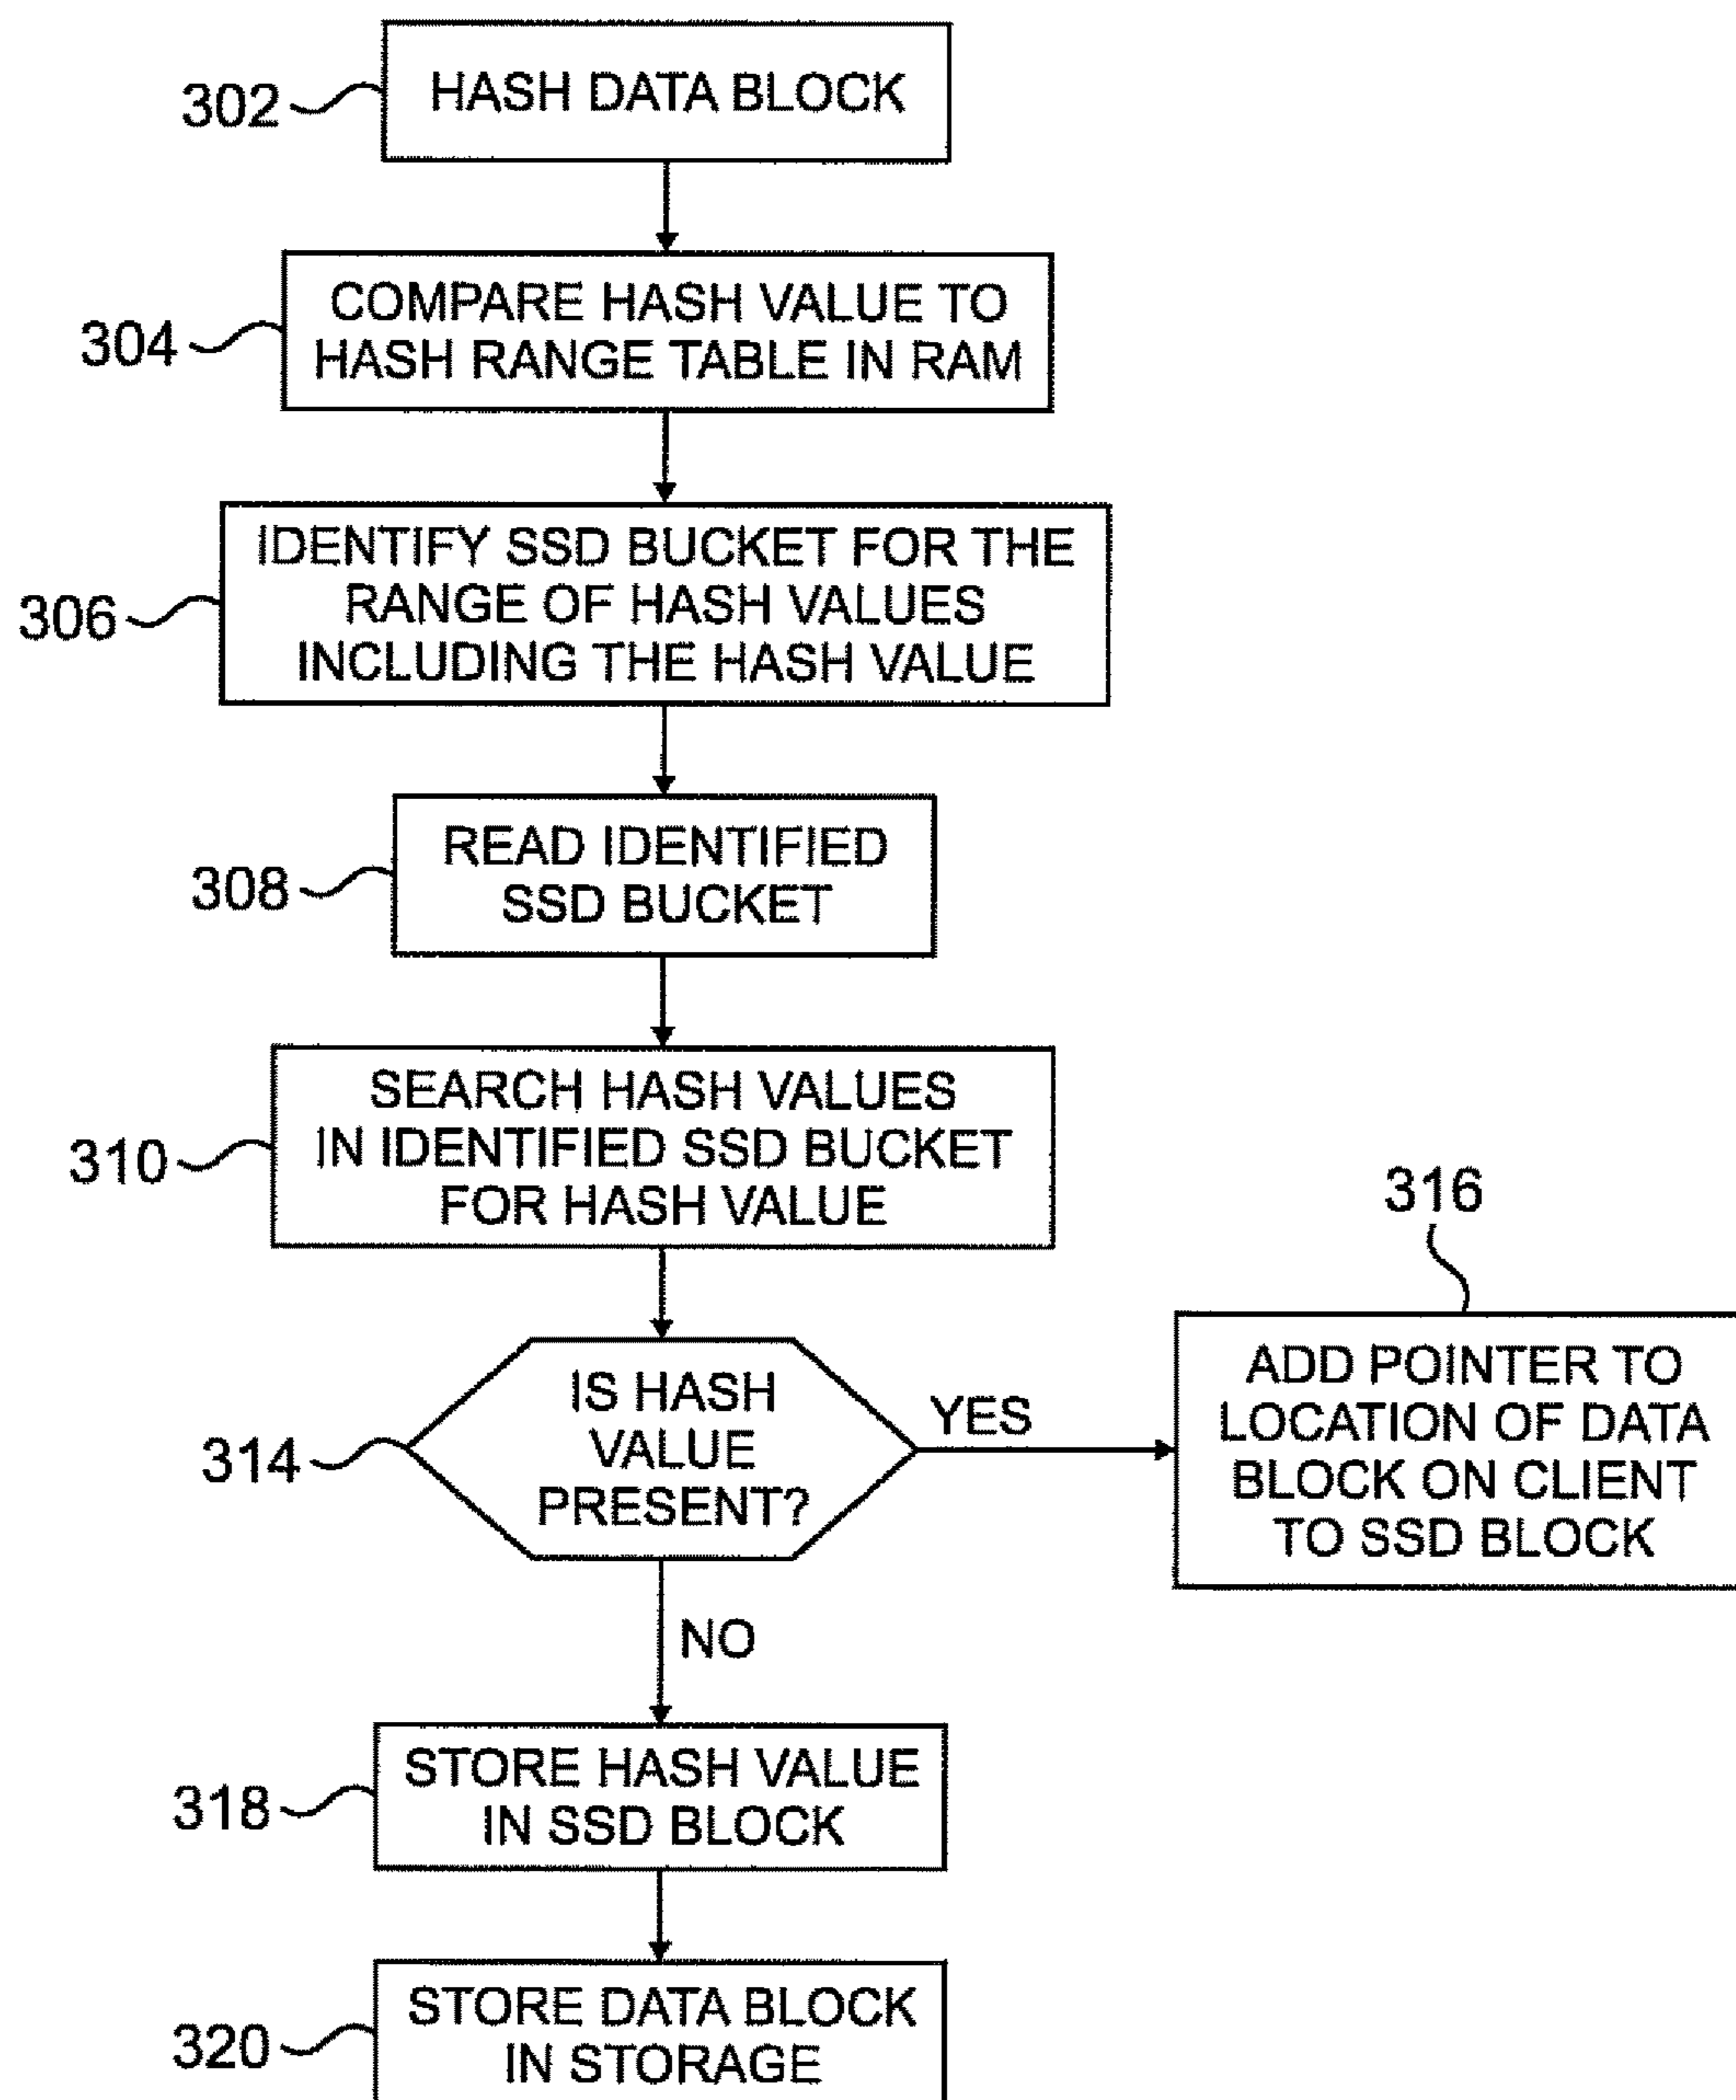 302
HASH DATA BLOCK
304
COMPARE HASH VALUE TO
HASH RANGE TABLE IN RAM
306
IDENTIFY SSD BUCKET FOR THE
RANGE OF HASH VALUES
INCLUDING THE HASH VALUE
308
READ IDENTIFIED
SSD BUCKET
310
SEARCH HASH VALUES
IN IDENTIFIED SSD BUCKET
FOR HASH VALUE
314
IS HASH
VALUE
PRESENT?
YES
316
ADD POINTER TO
LOCATION OF DATA
BLOCK ON CLIENT
TO SSD BLOCK
NO
318
STORE HASH VALUE
IN SSD BLOCK
320
STORE DATA BLOCK
IN STORAGE